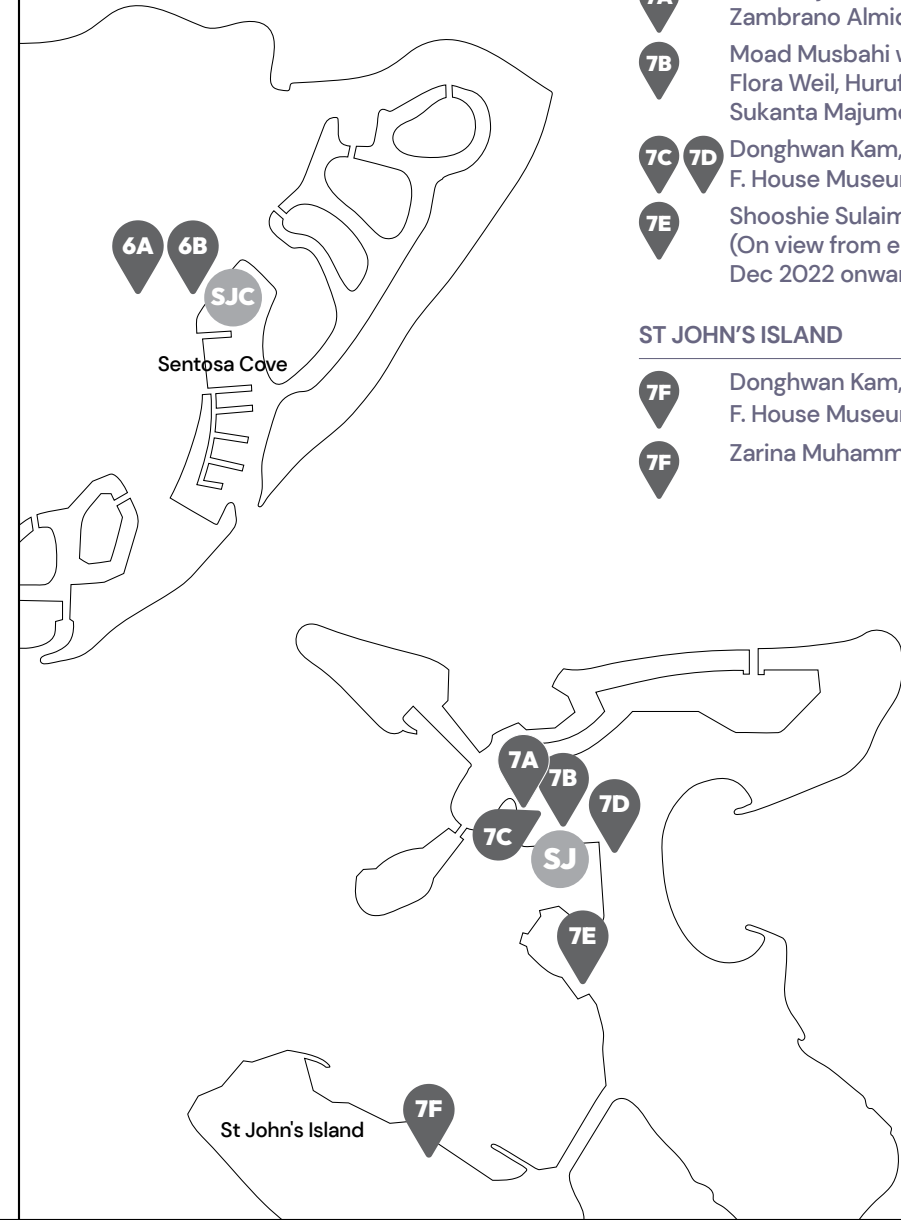 7A
Zambrano Almid
7B
Moad Musbahi w
Flora Weil, Huruf
Sukanta Majumd
7C 7D
Donghwan Kam,
F. House Museu
7E
Shooshie Sulaim
(On view from e
Dec 2022 onwar
ST JOHN'S ISLAND
7F
Donghwan Kam,
F. House Museu
7F
Zarina Muhamm
6A 6B
SJC
Sentosa Cove
7A
7B
7D
7C
SJ
7E
7F
St John's Island